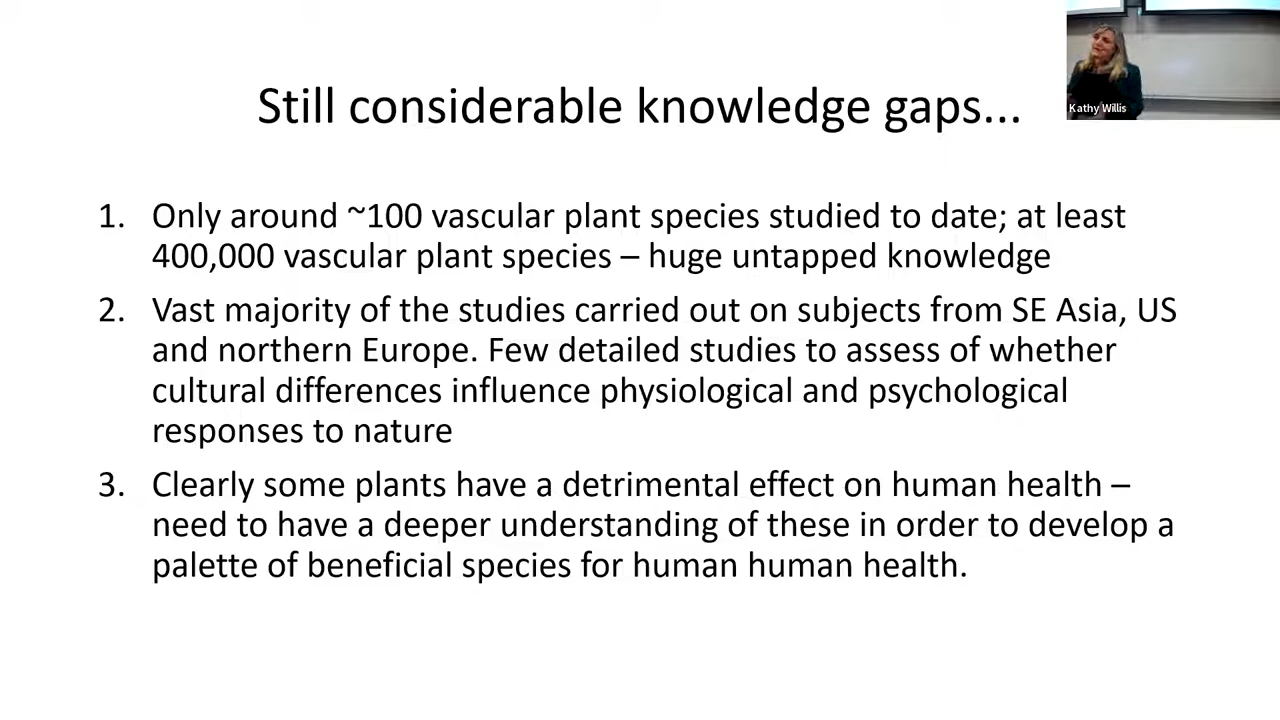 Still considerable knowledge gaps...
Kathy Willis
1. Only around ~100 vascular plant species studied to date; at least
400,000 vascular plant species – huge untapped knowledge
2. Vast majority of the studies carried out on subjects from SE Asia, US
and northern Europe. Few detailed studies to assess of whether
cultural differences influence physiological and psychological
responses to nature
3. Clearly some plants have a detrimental effect on human health –
need to have a deeper understanding of these in order to develop a
palette of beneficial species for human human health.